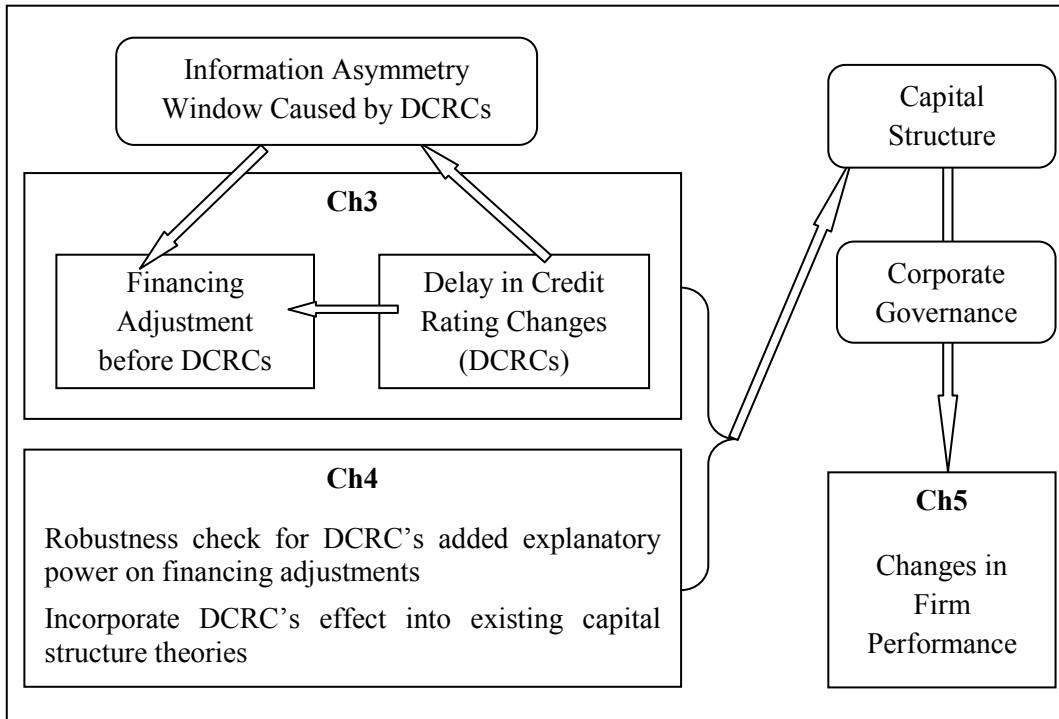 Information Asymmetry
Window Caused by DCRCs
Ch3
Financing
Adjustment
before DCRCs
Delay in Credit
Rating Changes
(DCRCs)
Ch4
Robustness check for DCRC’s added explanatory
power on financing adjustments
Incorporate DCRC’s effect into existing capital
structure theories
Capital
Structure
Corporate
Governance
Ch5
Changes in
Firm
Performance